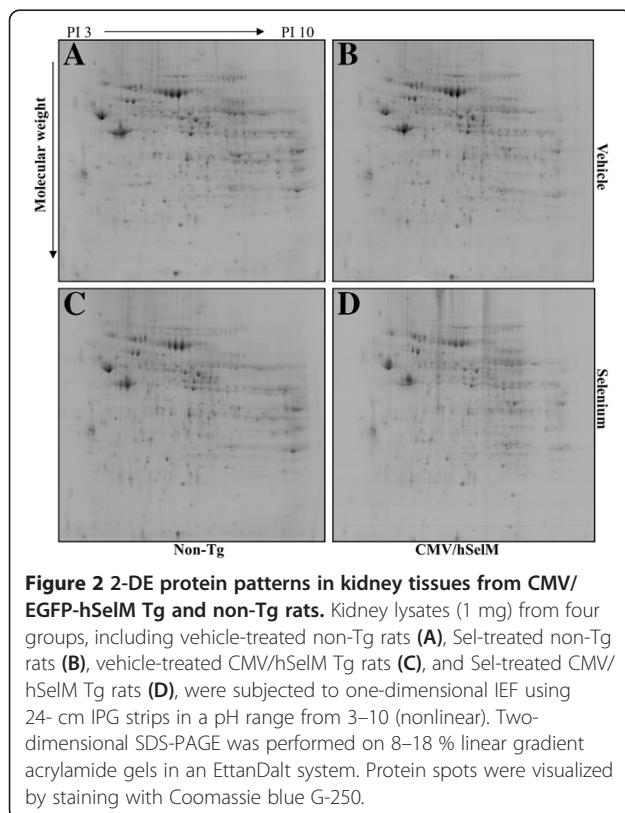 PI 3 PI 10
A B
Molecular weight
Vehicle
C D
Selenium
Non-Tg CMV/hSelM
Figure 2 2-DE protein patterns in kidney tissues from CMV/
EGFP-hSelM Tg and non-Tg rats. Kidney lysates (1 mg) from four
groups, including vehicle-treated non-Tg rats (A), Sel-treated non-Tg
rats (B), vehicle-treated CMV/hSelM Tg rats (C), and Sel-treated CMV/
hSelM Tg rats (D), were subjected to one-dimensional IEF using
24- cm IPG strips in a pH range from 3–10 (nonlinear). Two-
dimensional SDS-PAGE was performed on 8–18 % linear gradient
acrylamide gels in an EttanDalt system. Protein spots were visualized
by staining with Coomassie blue G-250.